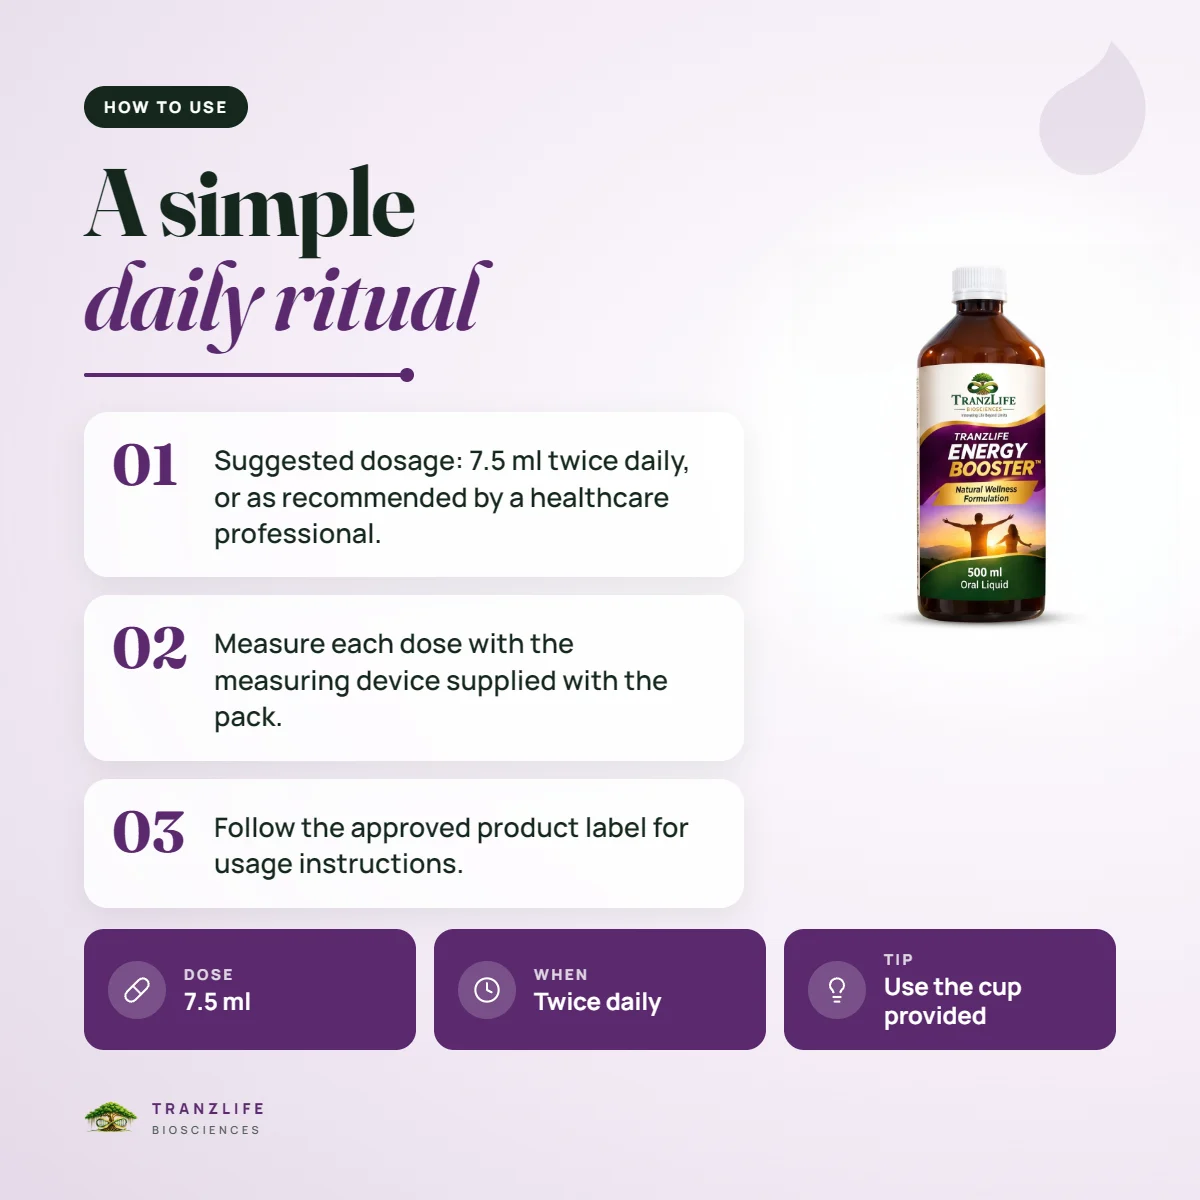 HOW TO USE
A simple
daily ritual
01
Suggested dosage: 7.5 ml twice daily,
or as recommended by a healthcare
professional.
02
Measure each dose with the
measuring device supplied with the
pack.
03
Follow the approved product label for
usage instructions.
TRANZLIFE
BIOSCIENCES
TRANZLIFE
ENERGY
BOOSTER™
Natural Wellness
Formulation
500 ml
Oral Liquid
DOSE
7.5 ml
WHEN
Twice daily
TIP
Use the cup
provided
TRANZLIFE
BIOSCIENCES